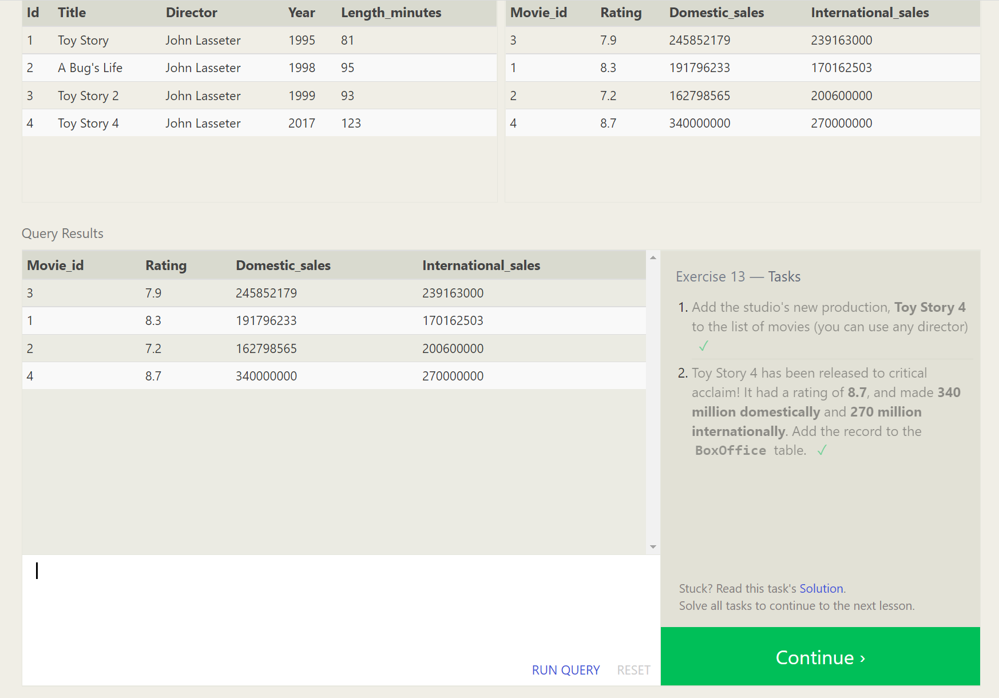 Id Title Director Year Length_minutes
1 Toy Story John Lasseter 1995 81
2 A Bug's Life John Lasseter 1998 95
3 Toy Story 2 John Lasseter 1999 93
4 Toy Story 4 John Lasseter 2017 123
Movie_id Rating Domestic_sales International_sales
3 7.9 245852179 239163000
1 8.3 191796233 170162503
2 7.2 162798565 200600000
4 8.7 340000000 270000000
Query Results
Movie_id Rating Domestic_sales International_sales
3 7.9 245852179 239163000
1 8.3 191796233 170162503
2 7.2 162798565 200600000
4 8.7 340000000 270000000
RUN QUERY RESET
Exercise 13 — Tasks
1. Add the studio's new production, Toy Story 4
to the list of movies (you can use any director)
✓
2. Toy Story 4 has been released to critical
acclaim! It had a rating of 8.7, and made 340
million domestically and 270 million
internationally. Add the record to the
BoxOffice table. ✓
Stuck? Read this task's Solution.
Solve all tasks to continue to the next lesson.
Continue ›